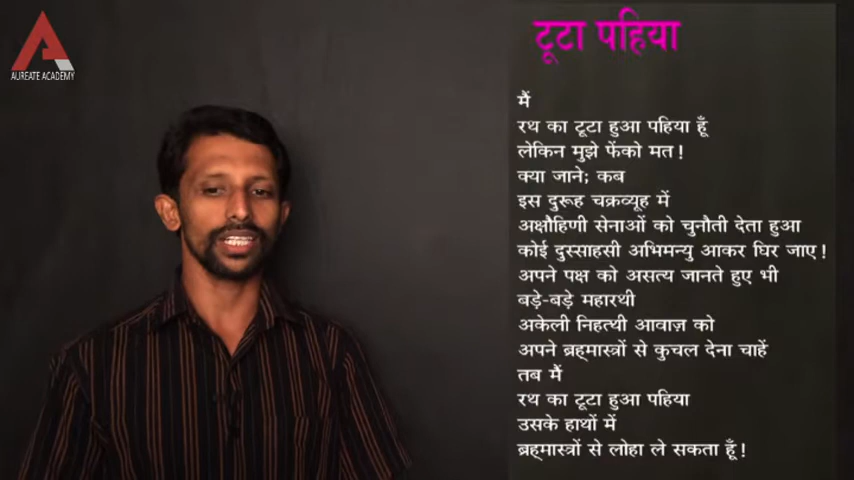 AUREATE ACADEMY
टूटा पहिया
मैं
रथ का टूटा हुआ पहिया हूँ
लेकिन मुझे फेंको मत!
क्या जाने; कब
इस दुरूह चक्रव्यूह में
अक्षौहिणी सेनाओं को चुनौती देता हुआ
कोई दुस्साहसी अभिमन्यु आकर घिर जाए!
अपने पक्ष को असत्य जानते हुए भी
बड़े-बड़े महारथी
अकेली निहत्थी आवाज़ को
अपने ब्रह्मास्त्रों से कुचल देना चाहें
तब मैं
रथ का टूटा हुआ पहिया
उसके हाथों में
ब्रह्मास्त्रों से लोहा ले सकता हूँ!